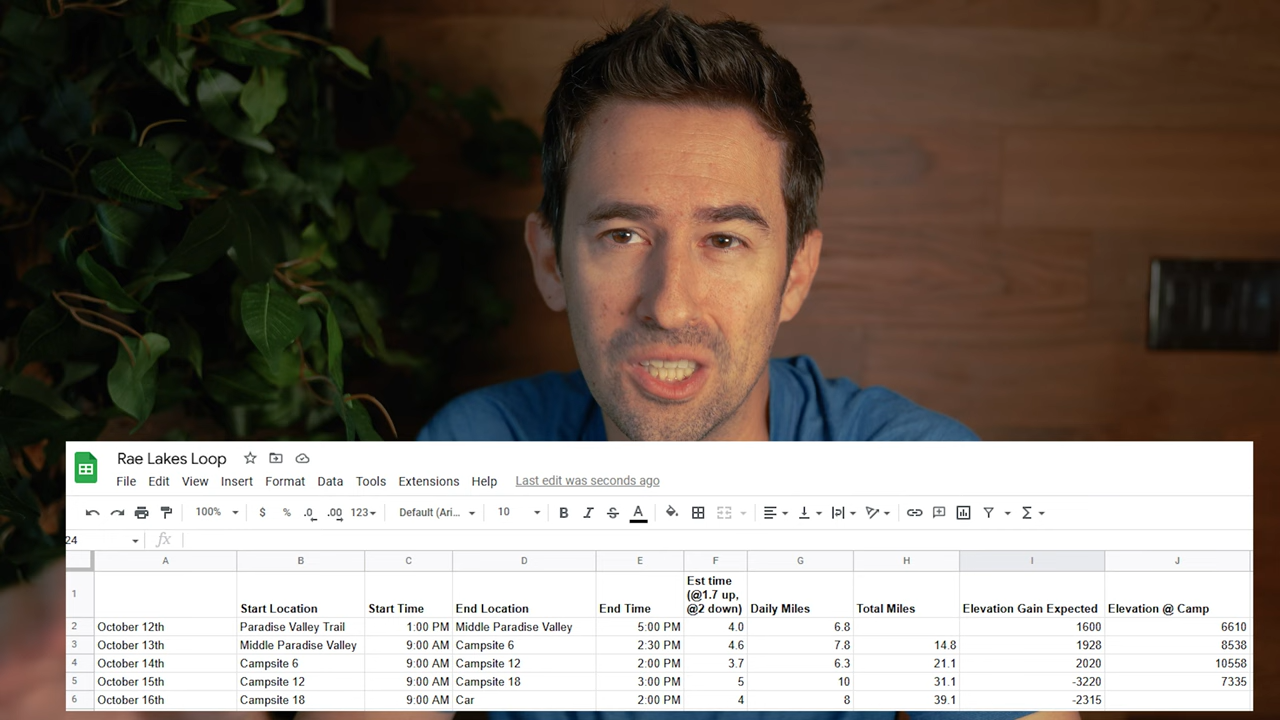 Rae Lakes Loop
File Edit View Insert Format Data Tools Extensions Help Last edit was seconds ago
100% $ % .0 .00 123 Default (Ari... 10 B I S A
24 fx
A B C D E F G H I J
1 Start Location Start Time End Location End Time Est time (@1.7 up, @2 down) Daily Miles Total Miles Elevation Gain Expected Elevation @ Camp
2 October 12th Paradise Valley Trail 1:00 PM Middle Paradise Valley 5:00 PM 4.0 6.8 1600 6610
3 October 13th Middle Paradise Valley 9:00 AM Campsite 6 2:30 PM 4.6 7.8 14.8 1928 8538
4 October 14th Campsite 6 9:00 AM Campsite 12 2:00 PM 3.7 6.3 21.1 2020 10558
5 October 15th Campsite 12 9:00 AM Campsite 18 3:00 PM 5 10 31.1 -3220 7335
6 October 16th Campsite 18 9:00 AM Car 2:00 PM 4 8 39.1 -2315